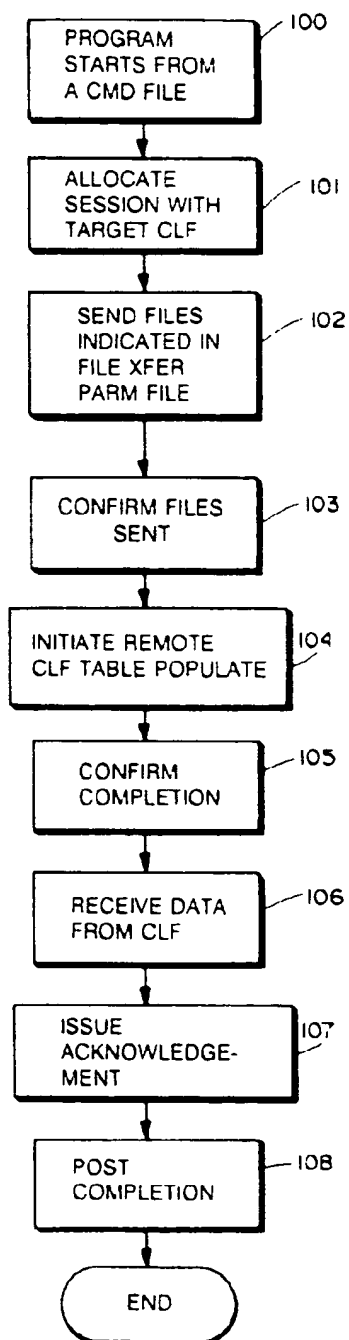 100
PROGRAM
STARTS FROM
A CMD FILE
101
ALLOCATE
SESSION WITH
TARGET CLF
102
SEND FILES
INDICATED IN
FILE XFER
PARM FILE
103
CONFIRM FILES
SENT
104
INITIATE REMOTE
CLF TABLE POPULATE
105
CONFIRM
COMPLETION
106
RECEIVE DATA
FROM CLF
107
ISSUE
ACKNOWLEDGE-
MENT
108
POST
COMPLETION
END